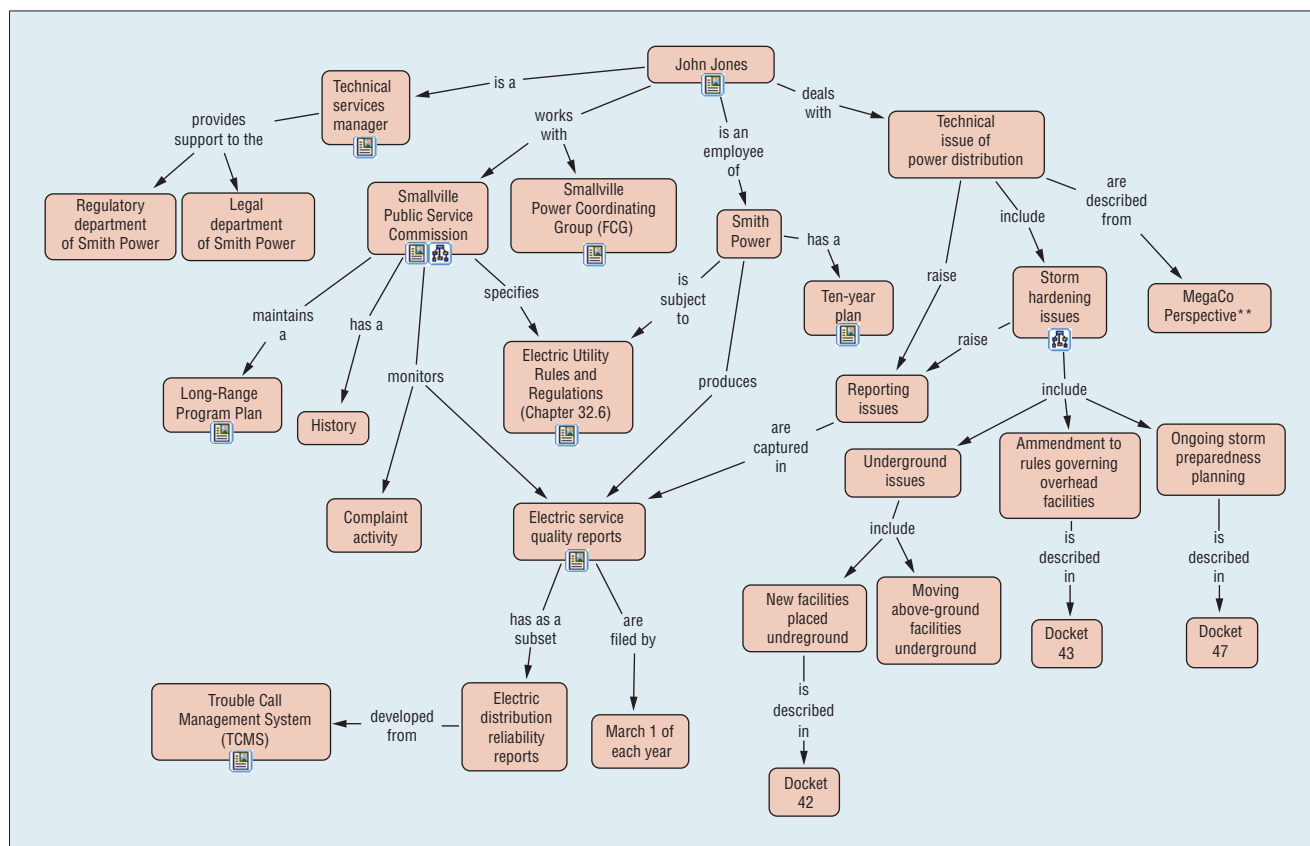 John Jones
is a
Technical
services
manager
provides
support to the
Regulatory
department
of Smith Power
Legal
department
of Smith Power
works
with
Smallville
Public Service
Commission
Smallville
Power Coordinating
Group (FCG)
is an
employee
of
Smith
Power
deals
with
Technical
issue of
power distribution
has a
Ten-year
plan
is
subject
to
specifies
Electric Utility
Rules and
Regulations
(Chapter 32.6)
maintains
a
Long-Range
Program Plan
has a
History
monitors
Complaint
activity
produces
Electric service
quality reports
raise
include
are
described
from
Storm
hardening
issues
MegaCo
Perspective**
raise
Reporting
issues
are
captured
in
include
Underground
issues
Ammendment to
rules governing
overhead
facilities
Ongoing storm
preparedness
planning
include
New facilities
placed
undreground
Moving
above-ground
facilities
underground
is
described
in
Docket
43
is
described
in
Docket
47
is
described
in
Docket
42
has as a
subset
are
filed by
Electric
distribution
reliability
reports
March 1 of
each year
developed
from
Trouble Call
Management System
(TCMS)